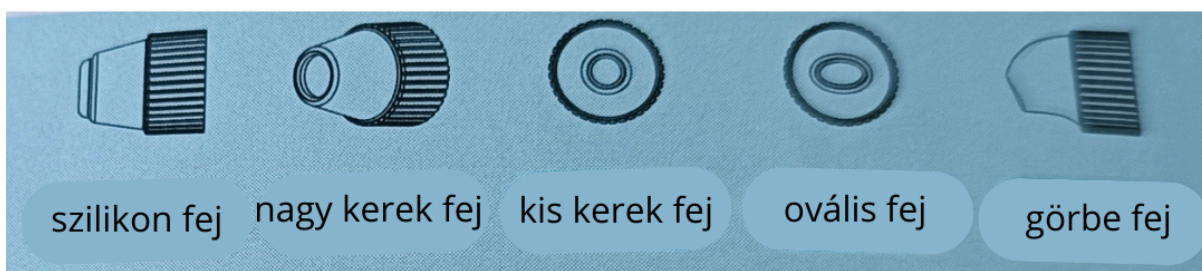 szilikon fej
nagy kerek fej
kis kerek fej
ovális fej
görbe fej